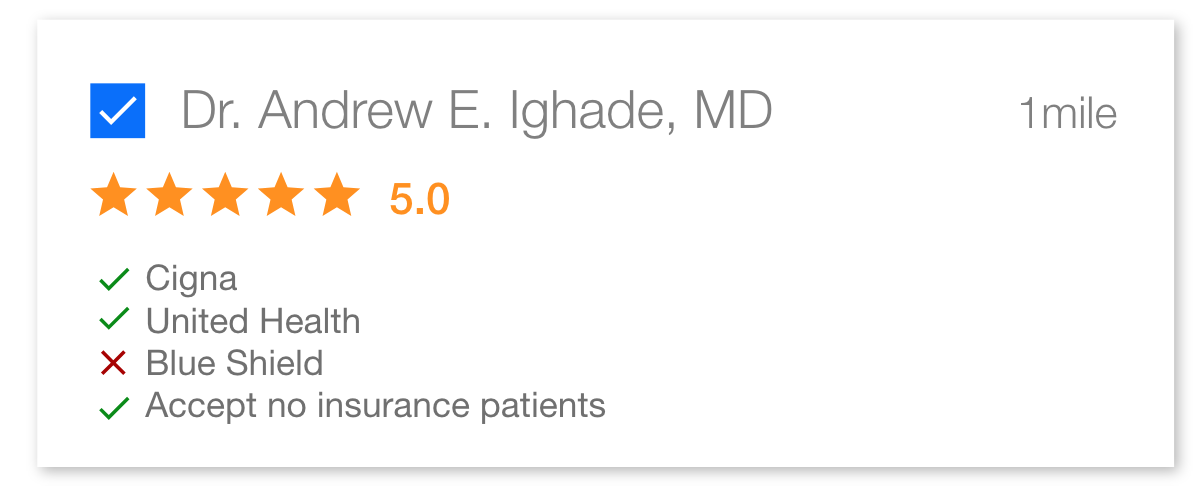 Dr. Andrew E. Ighade, MD 1mile
5.0
Cigna
United Health
Blue Shield
Accept no insurance patients